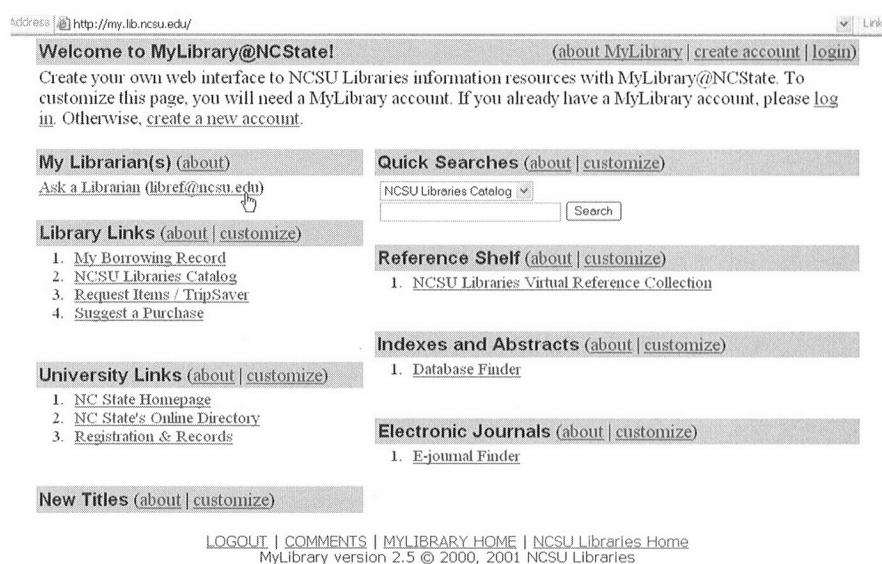 Address http://my.lib.ncsu.edu/ Link
Welcome to MyLibrary@NCState! (about MyLibrary | create account | login)
Create your own web interface to NCSU Libraries information resources with MyLibrary@NCState. To
customize this page, you will need a MyLibrary account. If you already have a MyLibrary account, please log
in. Otherwise, create a new account.
My Librarian(s) (about)
Ask a Librarian (libref@ncsu.edu)
Library Links (about | customize)
1. My Borrowing Record
2. NCSU Libraries Catalog
3. Request Items / TripSaver
4. Suggest a Purchase
University Links (about | customize)
1. NC State Homepage
2. NC State's Online Directory
3. Registration & Records
New Titles (about | customize)
Quick Searches (about | customize)
NCSU Libraries Catalog
Search
Reference Shelf (about | customize)
1. NCSU Libraries Virtual Reference Collection
Indexes and Abstracts (about | customize)
1. Database Finder
Electronic Journals (about | customize)
1. E-journal Finder
LOGOUT | COMMENTS | MYLIBRARY HOME | NCSU Libraries Home
MyLibrary version 2.5 © 2000, 2001 NCSU Libraries